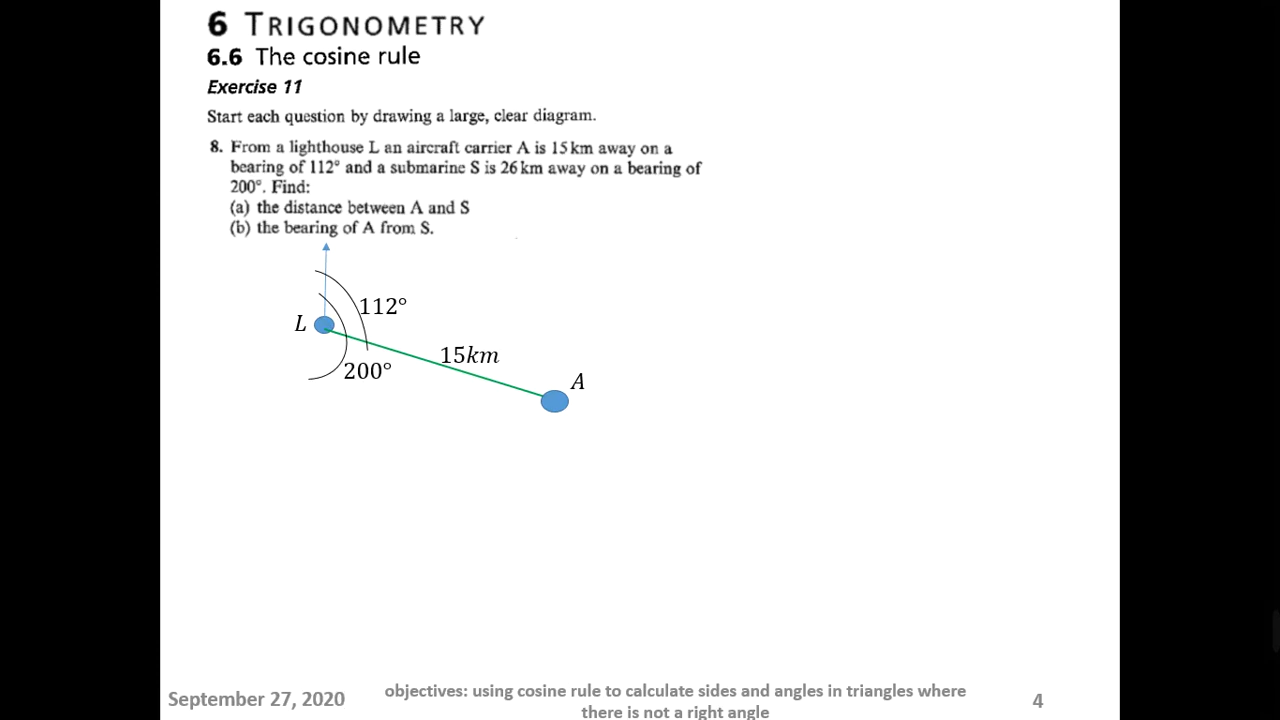 6 TRIGONOMETRY
6.6 The cosine rule
Exercise 11
Start each question by drawing a large, clear diagram.
8. From a lighthouse L an aircraft carrier A is 15 km away on a
bearing of 112° and a submarine S is 26 km away on a bearing of
200°. Find:
(a) the distance between A and S
(b) the bearing of A from S.
112°
L
15km
200°
A
September 27, 2020
objectives: using cosine rule to calculate sides and angles in triangles where
there is not a right angle
4